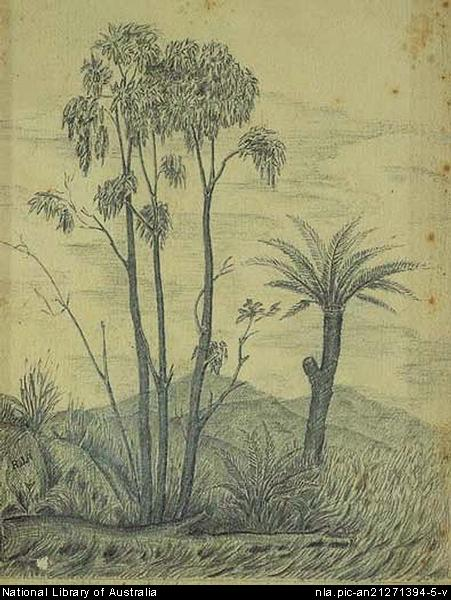 National Library of Australia
nla.pic-an21271394-5-v